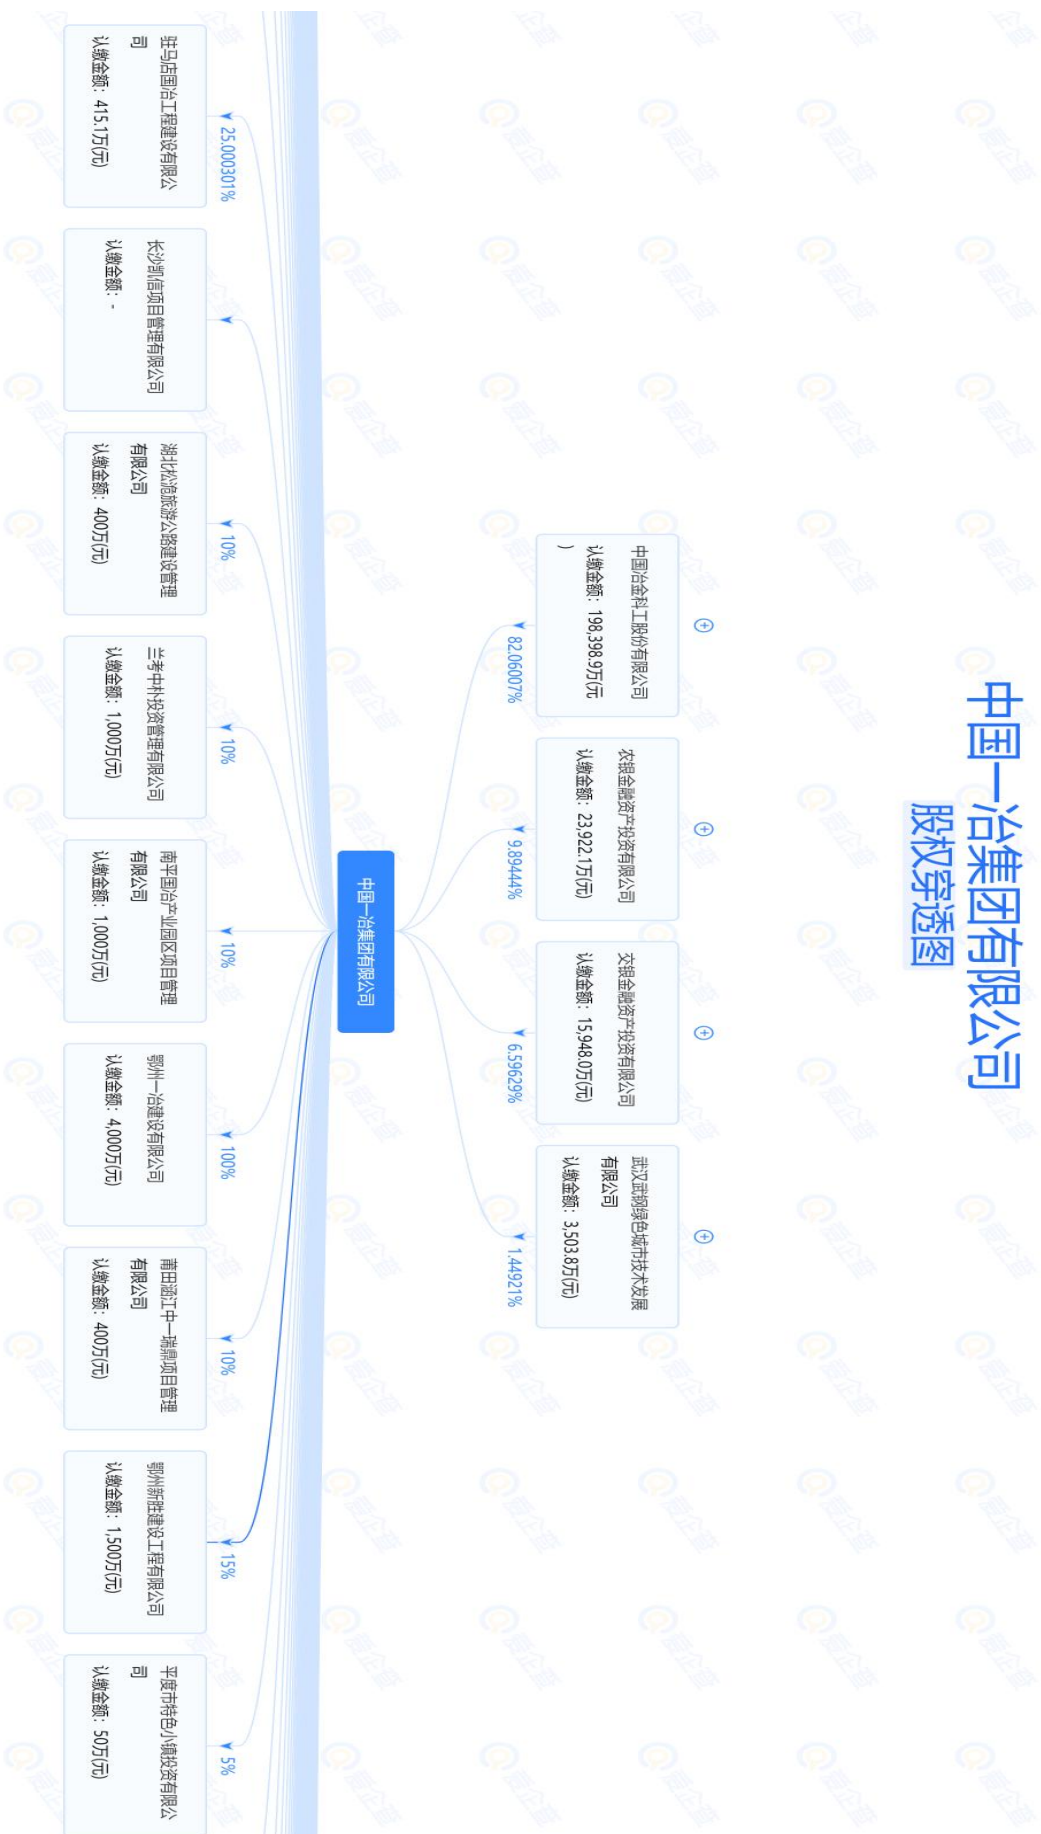 中国一冶集团有限公司
股权穿透图
中国冶金科工股份有限公司
认缴金额：198,398.9万(元
)
82.06007%
农银金融资产投资有限公司
认缴金额：23,922.1万(元)
9.89444%
交银金融资产投资有限公司
认缴金额：15,948.0万(元)
6.59629%
武汉武钢绿色城市技术发展
有限公司
认缴金额：3,503.8万(元)
1.44921%
中国一冶集团有限公司
25.000301%
驻马店国冶工程建设有限公
司
认缴金额：415.1万(元)
长沙凯信项目管理有限公司
认缴金额：-
10%
湖北松滋旅游公路建设管理
有限公司
认缴金额：400万(元)
10%
兰考中朴投资管理有限公司
认缴金额：1,000万(元)
10%
南平国冶产业园区项目管理
有限公司
认缴金额：1,000万(元)
100%
鄂州一冶建设有限公司
认缴金额：4,000万(元)
10%
莆田涵江中一瑞鼎项目管理
有限公司
认缴金额：400万(元)
15%
鄂州新胜建设工程有限公司
认缴金额：1,500万(元)
5%
平度市特色小镇投资有限公
司
认缴金额：50万(元)